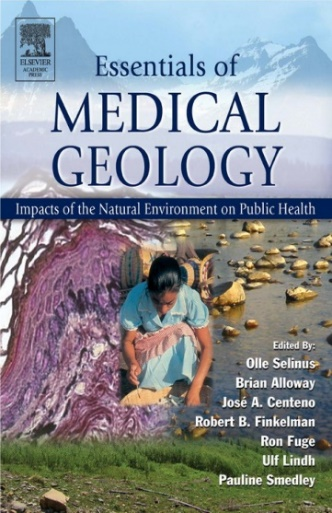 ELSEVIER
ACADEMIC
PRESS
Essentials of
MEDICAL
GEOLOGY
Impacts of the Natural Environment on Public Health
Edited By:
Olle Selinus
Brian Alloway
José A. Centeno
Robert B. Finkelman
Ron Fuge
Ulf Lindh
Pauline Smedley